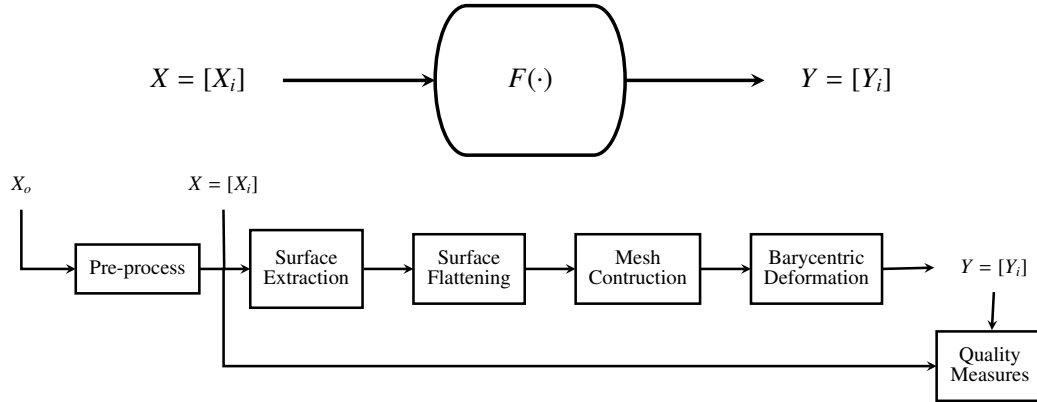 X = [X_i]
F(·)
Y = [Y_i]
X_o
X = [X_i]
Pre-process
Surface
Extraction
Surface
Flattening
Mesh
Contruction
Barycentric
Deformation
Y = [Y_i]
Quality
Measures